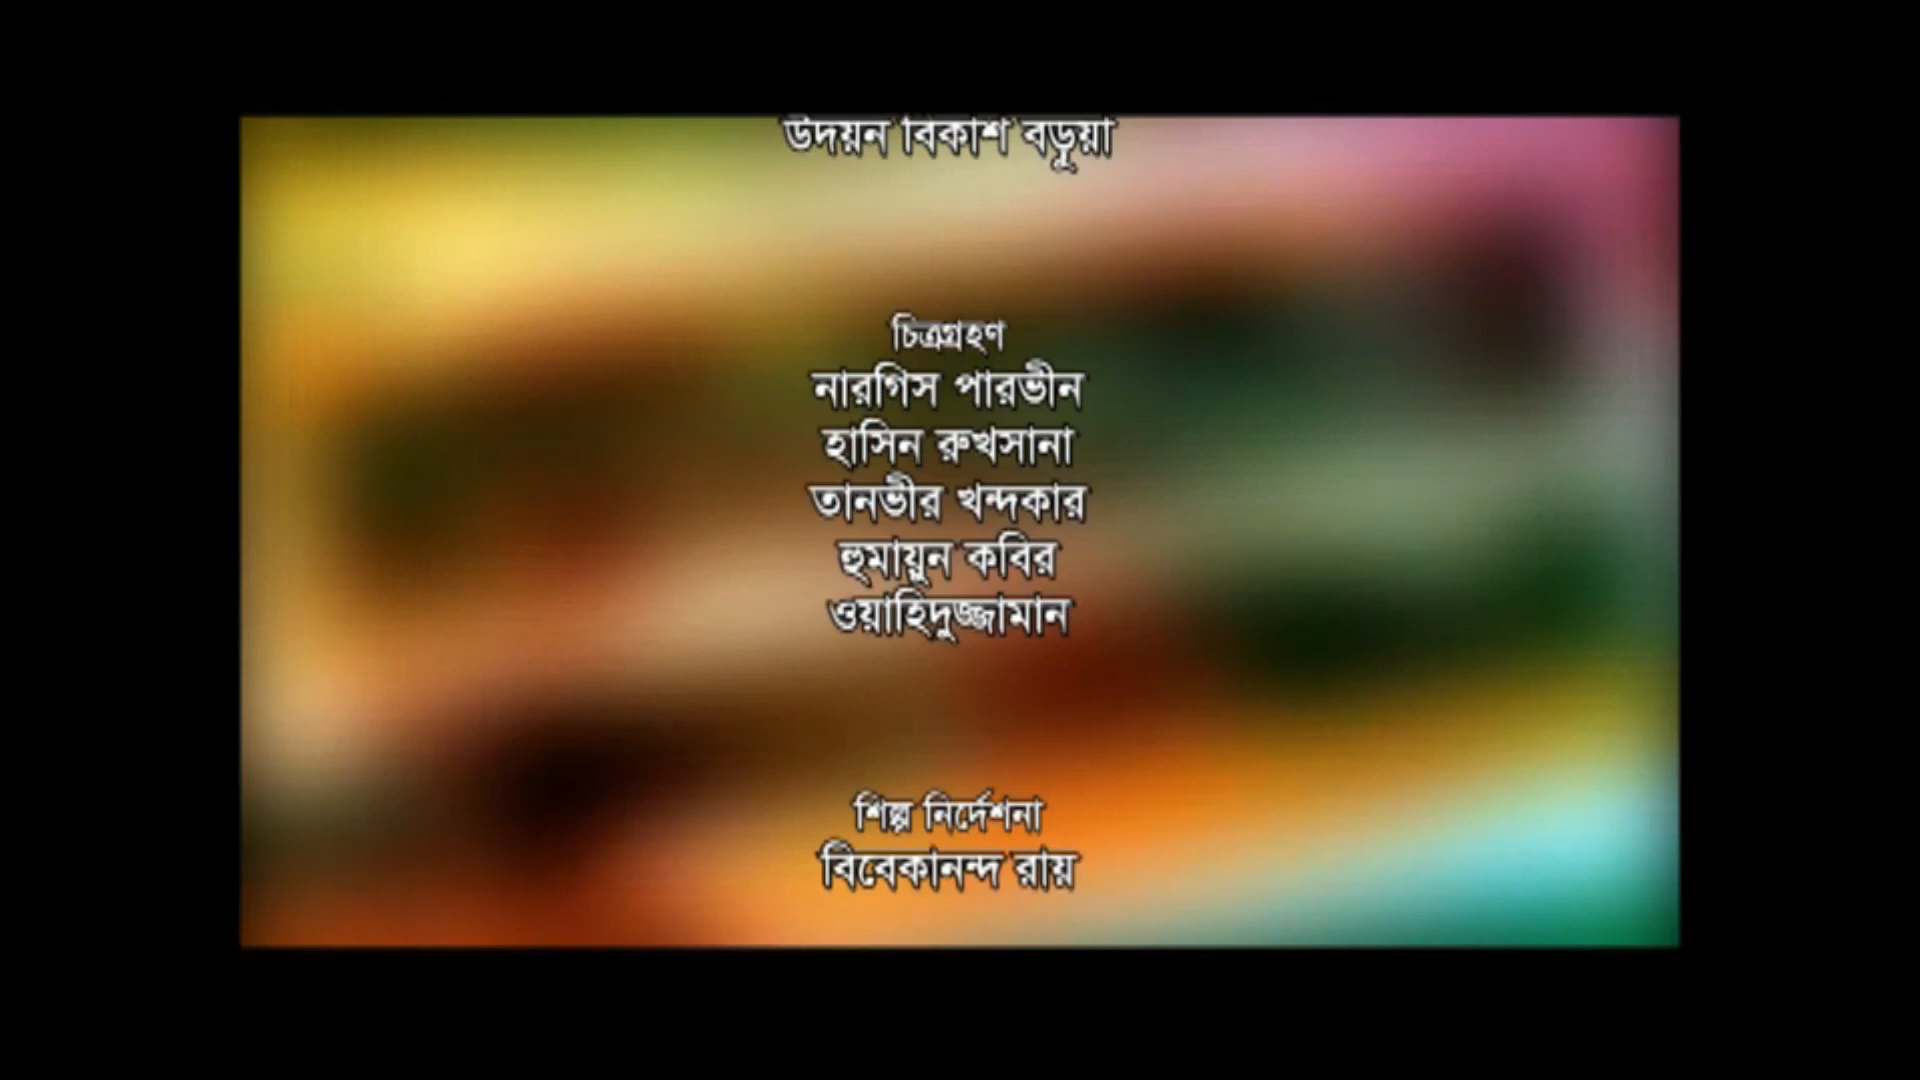 উদয়ন বিকাশ বড়ূয়া
চিত্রগ্রহণ
নারগিস পারভীন
হাসিন রুখসানা
তানভীর খন্দকার
হুমায়ুন কবির
ওয়াহিদুজ্জামান
শিল্প নির্দেশনা
বিবেকানন্দ রায়